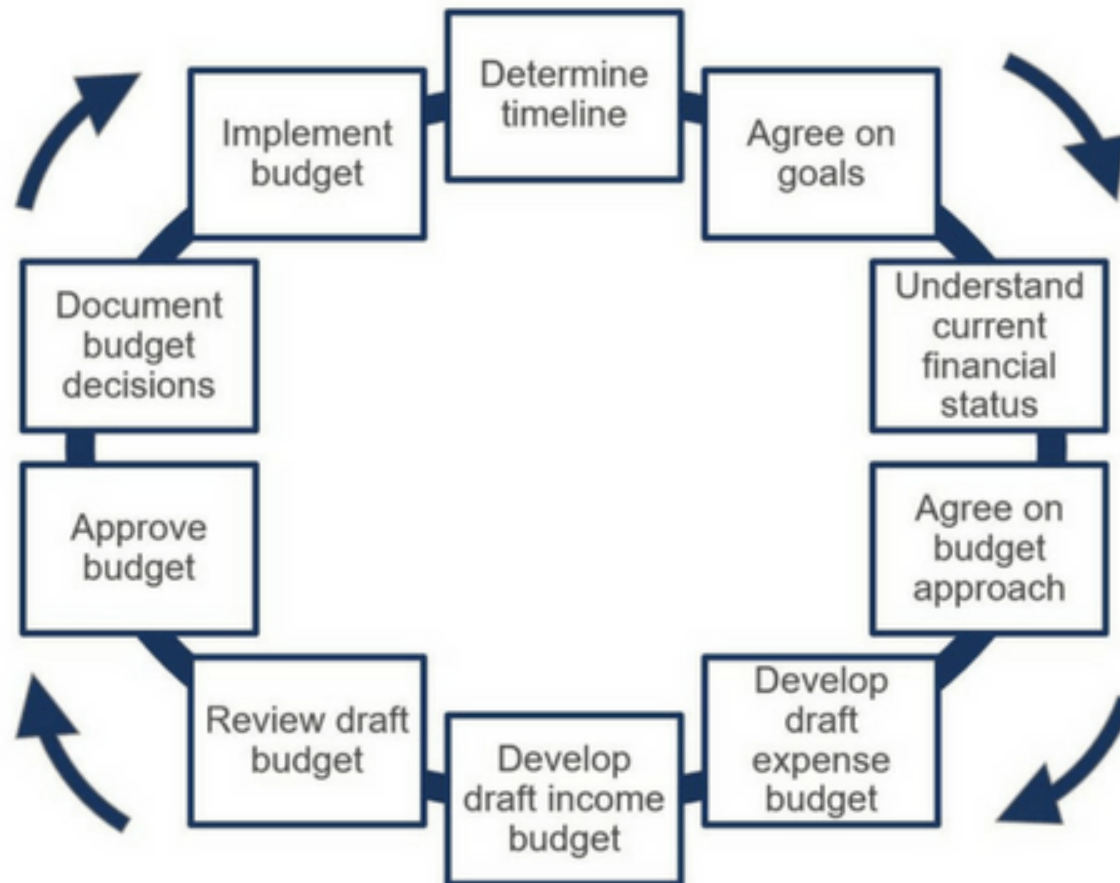 Determine
timeline
Agree on
goals
Understand
current
financial
status
Agree on
budget
approach
Develop
draft
expense
budget
Develop
draft income
budget
Review draft
budget
Approve
budget
Document
budget
decisions
Implement
budget